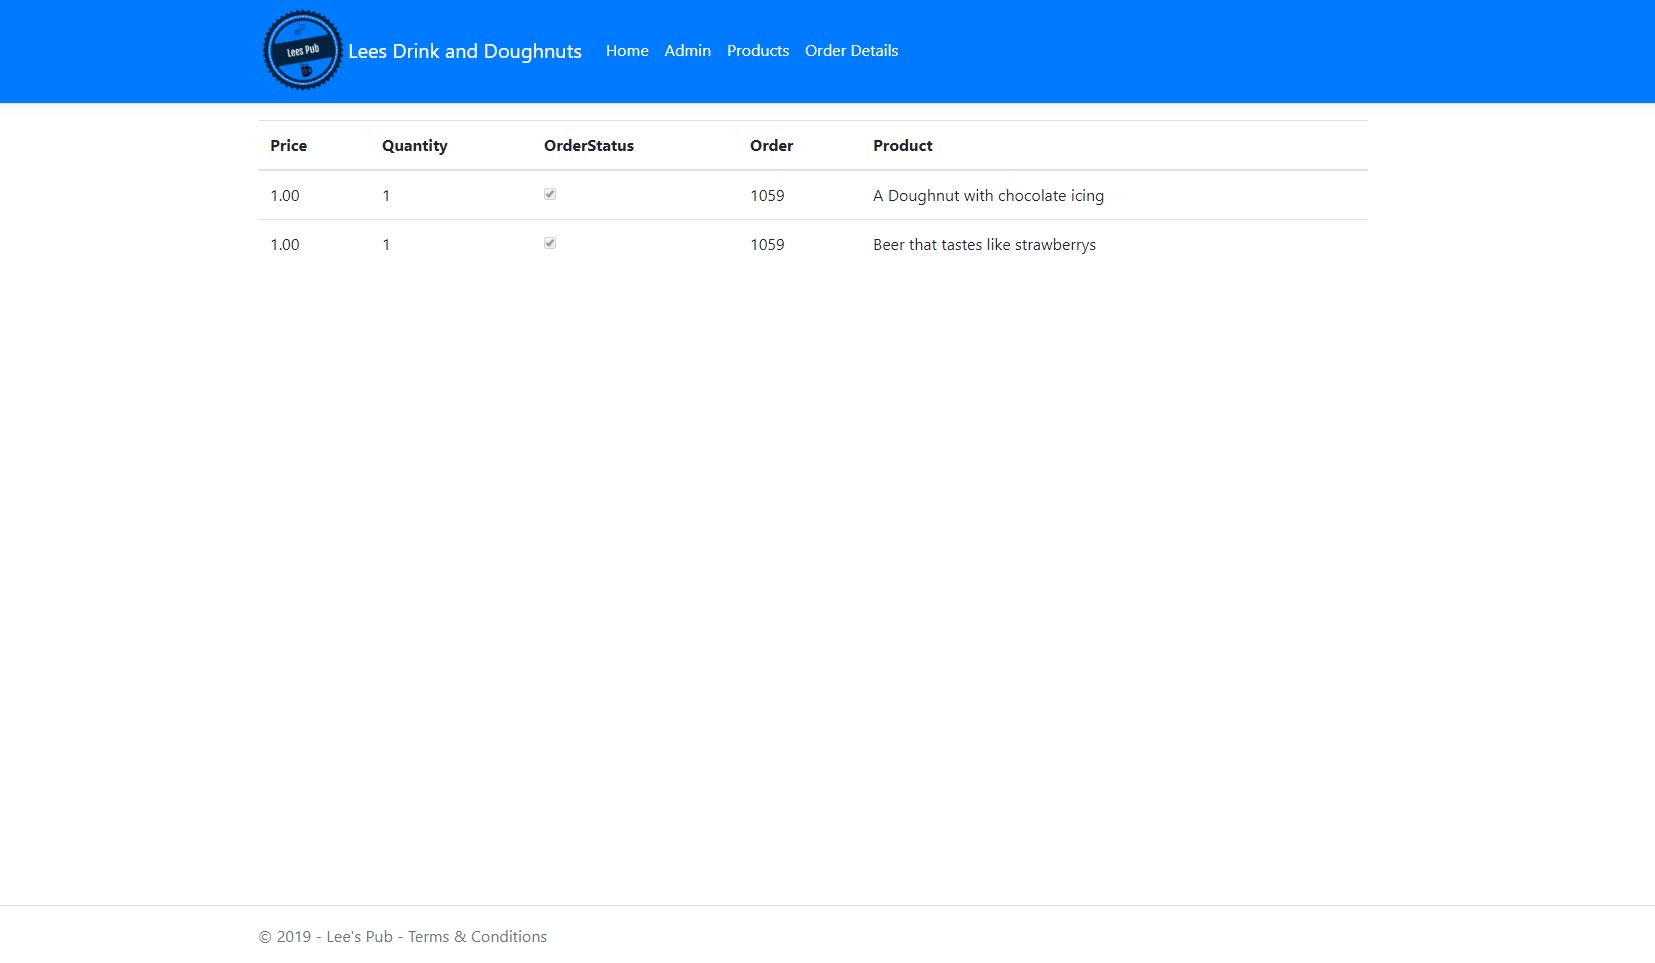 Lees Pub
Lees Drink and Doughnuts Home Admin Products Order Details
Price Quantity OrderStatus Order Product
1.00 1 1059 A Doughnut with chocolate icing
1.00 1 1059 Beer that tastes like strawberrys
© 2019 - Lee's Pub - Terms & Conditions